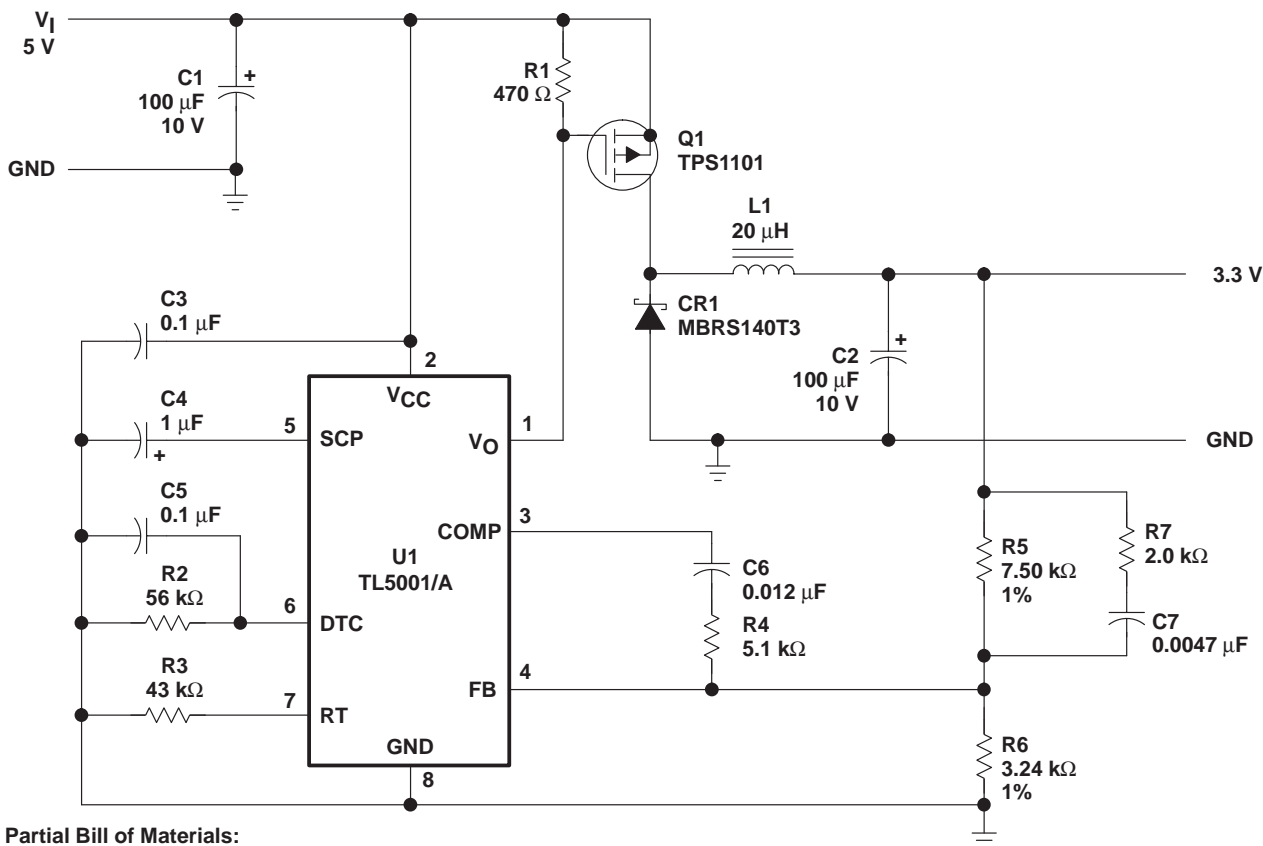 VI
5 V
C1
100 μF
10 V
+
GND
R1
470 Ω
Q1
TPS1101
L1
20 μH
3.3 V
CR1
MBRS140T3
C2
100 μF
10 V
+
GND
C3
0.1 μF
2
VCC
C4
1 μF
+
5
SCP
1
VO
C5
0.1 μF
3
COMP
U1
TL5001/A
R2
56 kΩ
6
DTC
R3
43 kΩ
7
RT
4
FB
GND
8
C6
0.012 μF
R4
5.1 kΩ
R5
7.50 kΩ
1%
R7
2.0 kΩ
C7
0.0047 μF
R6
3.24 kΩ
1%
Partial Bill of Materials: